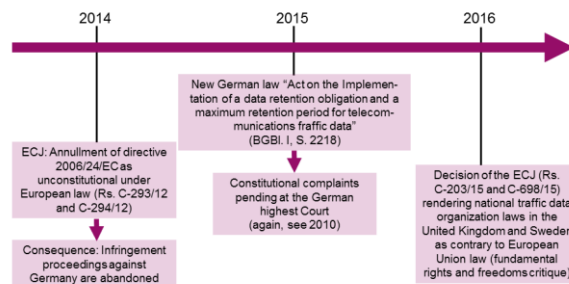 2014
2015
2016
New German law “Act on the Implemen-
tation of a data retention obligation and a
maximum retention period for telecom-
munications fraffic data”
(BGBl. I, S. 2218)
ECJ: Annullment of directive
2006/24/EC as
unconstitutional under
European law (Rs. C-293/12
and C-294/12)
Constitutional complaints
pending at the German
highest Court
(again, see 2010)
Decision of the ECJ (Rs.
C-203/15 and C-698/15)
rendering national traffic data
organization laws in the
United Kingdom and Sweden
as contrary to European
Union law (fundamental
rights and freedoms critique)
Consequence: Infringement
proceedings against
Germany are abandoned